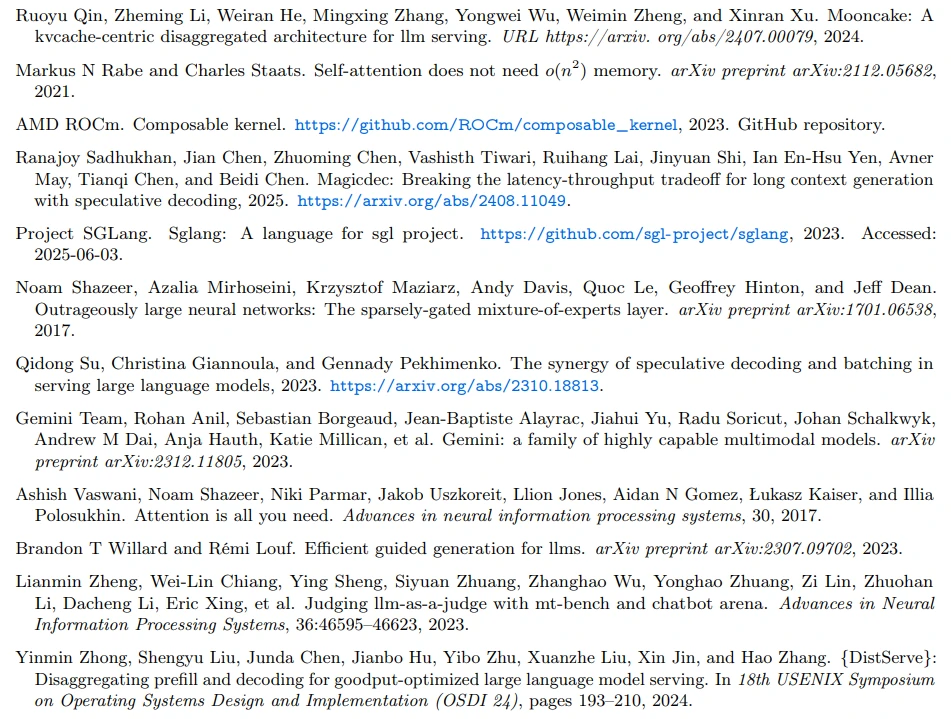 Ruoyu Qin, Zheming Li, Weiran He, Mingxing Zhang, Yongwei Wu, Weimin Zheng, and Xinran Xu. Mooncake: A
kvcache-centric disaggregated architecture for llm serving. URL https://arxiv. org/abs/2407.00079, 2024.
Markus N Rabe and Charles Staats. Self-attention does not need o(n²) memory. arXiv preprint arXiv:2112.05682,
2021.
AMD ROCm. Composable kernel. https://github.com/ROCm/composable_kernel, 2023. GitHub repository.
Ranajoy Sadhukhan, Jian Chen, Zhuoming Chen, Vashisth Tiwari, Ruihang Lai, Jinyuan Shi, Ian En-Hsu Yen, Avner
May, Tianqi Chen, and Beidi Chen. Magicdec: Breaking the latency-throughput tradeoff for long context generation
with speculative decoding, 2025. https://arxiv.org/abs/2408.11049.
Project SGLang. Sglang: A language for sgl project. https://github.com/sgl-project/sglang, 2023. Accessed:
2025-06-03.
Noam Shazeer, Azalia Mirhoseini, Krzysztof Maziarz, Andy Davis, Quoc Le, Geoffrey Hinton, and Jeff Dean.
Outrageously large neural networks: The sparsely-gated mixture-of-experts layer. arXiv preprint arXiv:1701.06538,
2017.
Qidong Su, Christina Giannoula, and Gennady Pekhimenko. The synergy of speculative decoding and batching in
serving large language models, 2023. https://arxiv.org/abs/2310.18813.
Gemini Team, Rohan Anil, Sebastian Borgeaud, Jean-Baptiste Alayrac, Jiahui Yu, Radu Soricut, Johan Schalkwyk,
Andrew M Dai, Anja Hauth, Katie Millican, et al. Gemini: a family of highly capable multimodal models. arXiv
preprint arXiv:2312.11805, 2023.
Ashish Vaswani, Noam Shazeer, Niki Parmar, Jakob Uszkoreit, Llion Jones, Aidan N Gomez, Łukasz Kaiser, and Illia
Polosukhin. Attention is all you need. Advances in neural information processing systems, 30, 2017.
Brandon T Willard and Rémi Louf. Efficient guided generation for llms. arXiv preprint arXiv:2307.09702, 2023.
Lianmin Zheng, Wei-Lin Chiang, Ying Sheng, Siyuan Zhuang, Zhanghao Wu, Yonghao Zhuang, Zi Lin, Zhuohan
Li, Dacheng Li, Eric Xing, et al. Judging llm-as-a-judge with mt-bench and chatbot arena. Advances in Neural
Information Processing Systems, 36:46595–46623, 2023.
Yinmin Zhong, Shengyu Liu, Junda Chen, Jianbo Hu, Yibo Zhu, Xuanzhe Liu, Xin Jin, and Hao Zhang. {DistServe}:
Disaggregating prefill and decoding for goodput-optimized large language model serving. In 18th USENIX Symposium
on Operating Systems Design and Implementation (OSDI 24), pages 193–210, 2024.